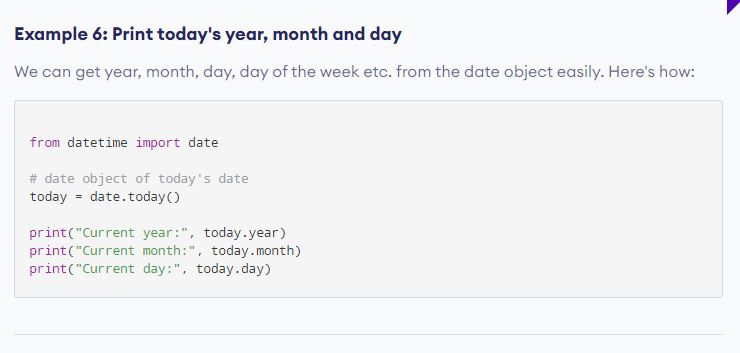 Example 6: Print today's year, month and day
We can get year, month, day, day of the week etc. from the date object easily. Here's how:
from datetime import date
# date object of today's date
today = date.today()
print("Current year:", today.year)
print("Current month:", today.month)
print("Current day:", today.day)